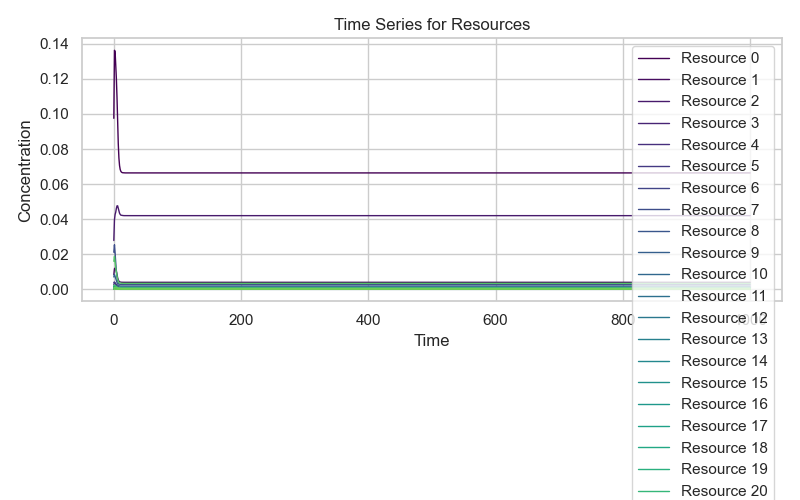 Time Series for Resources
0.14
0.12
0.10
0.08
0.06
0.04
0.02
0.00
Concentration
0 200 400 600 800 1000
Time
Resource 0
Resource 1
Resource 2
Resource 3
Resource 4
Resource 5
Resource 6
Resource 7
Resource 8
Resource 9
Resource 10
Resource 11
Resource 12
Resource 13
Resource 14
Resource 15
Resource 16
Resource 17
Resource 18
Resource 19
Resource 20